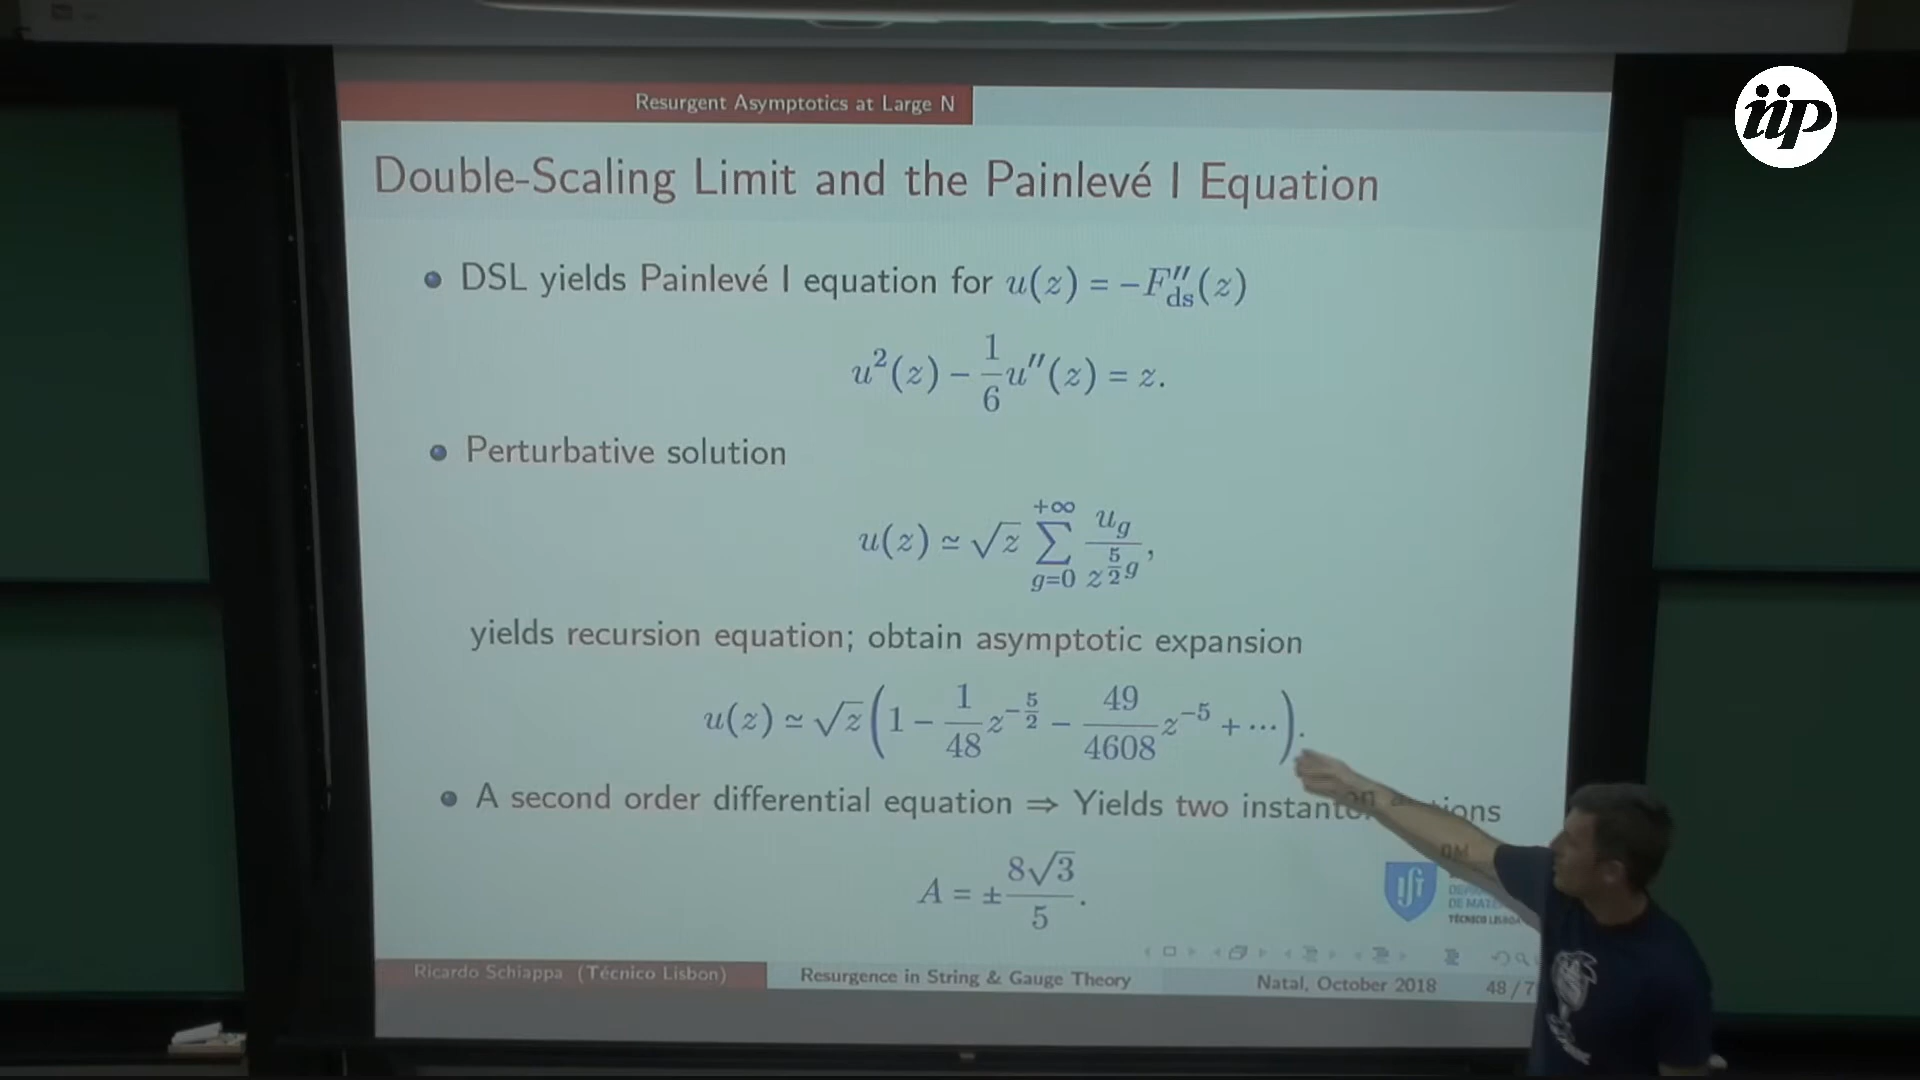 iip
Resurgent Asymptotics at Large N
Double-Scaling Limit and the Painlevé I Equation
DSL yields Painlevé I equation for u(z) = −F″_ds(z)
u²(z) − 1/6 u″(z) = z.
Perturbative solution
u(z) ≃ √z ∑_{g=0}^{+∞} u_g / z^{5/2 g},
yields recursion equation; obtain asymptotic expansion
u(z) ≃ √z (1 − 1/48 z^{−5/2} − 49/4608 z^{−5} + ⋯).
A second order differential equation ⇒ Yields two
A = ± 8√3/5.
Ricardo Schiappa (Técnico Lisbon) Resurgence in String & Gauge Theory Natal, October 2018 48 / 7